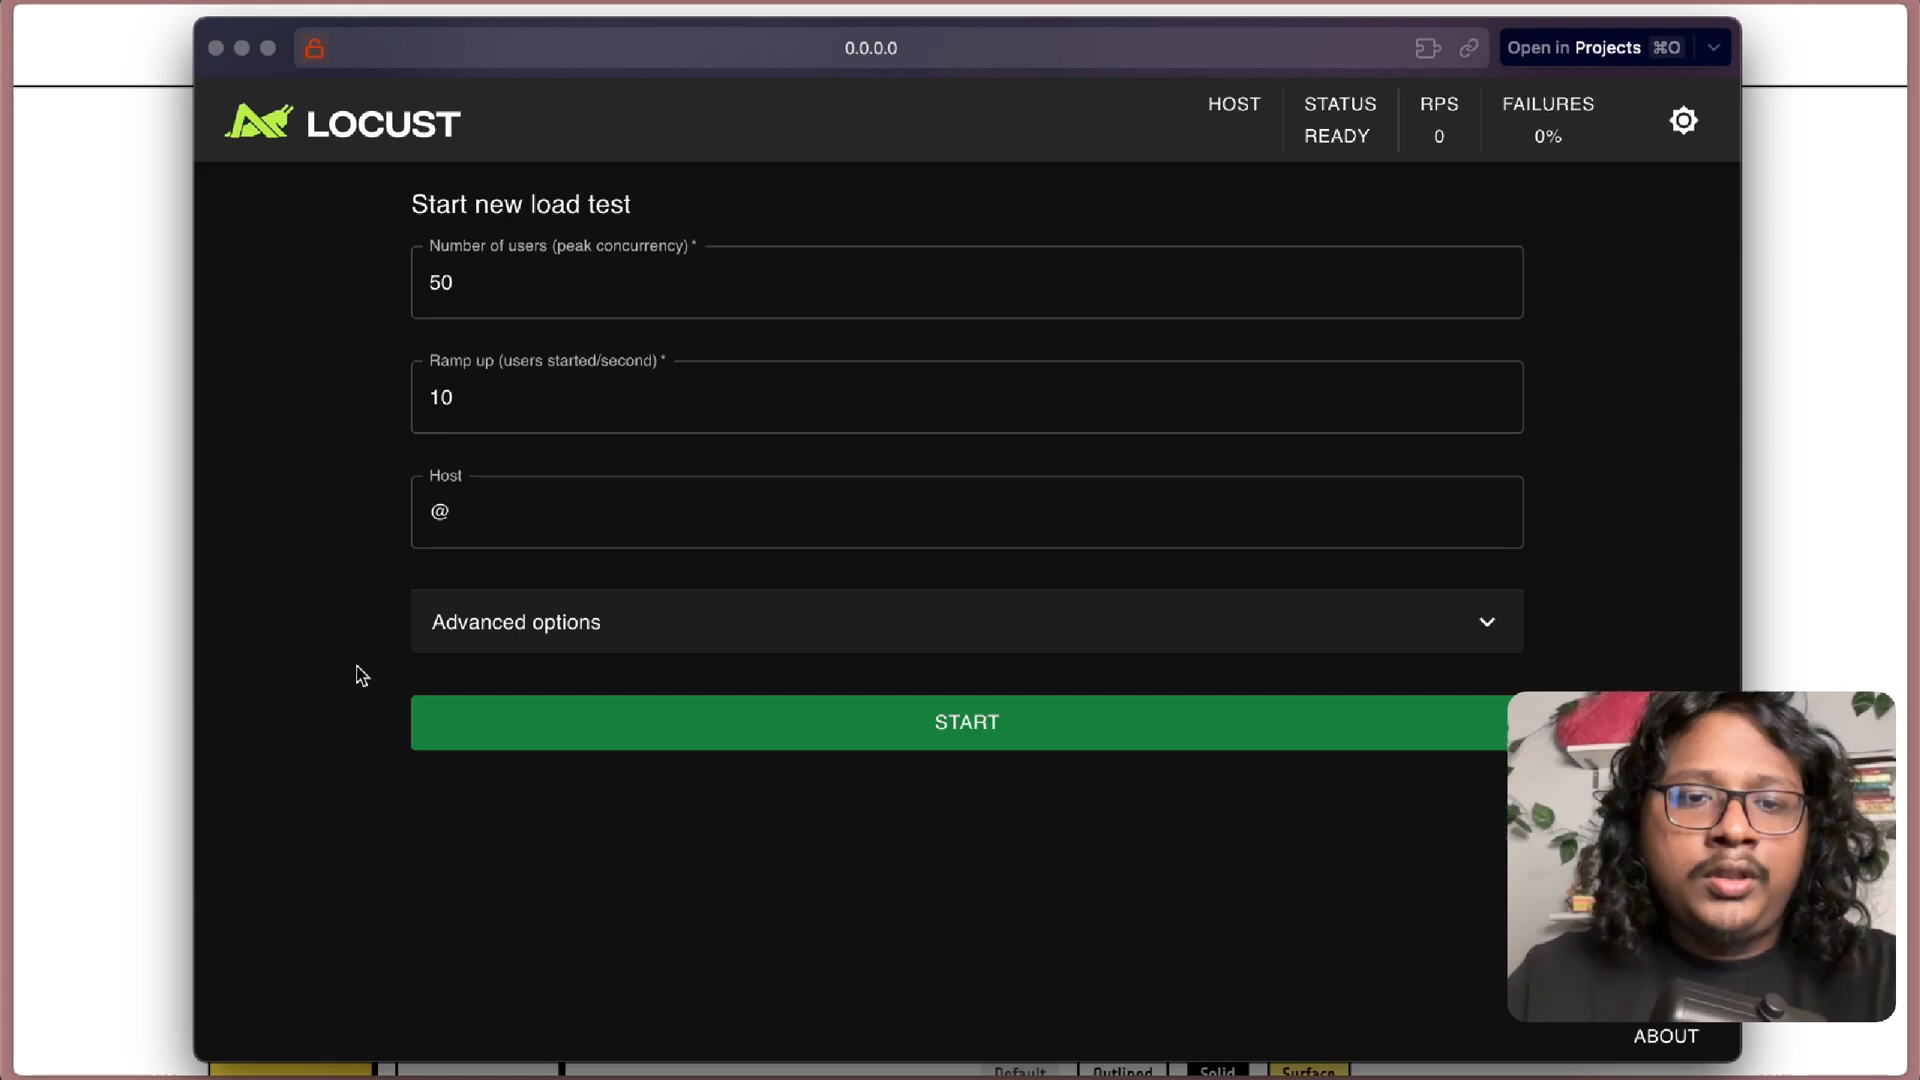 0.0.0.0
Open in Projects ⌘O
LOCUST
HOST
STATUS
READY
RPS
0
FAILURES
0%
Start new load test
Number of users (peak concurrency) *
50
Ramp up (users started/second) *
10
Host
@
Advanced options
START
ABOUT
Default
Outlined
Solid
Surface